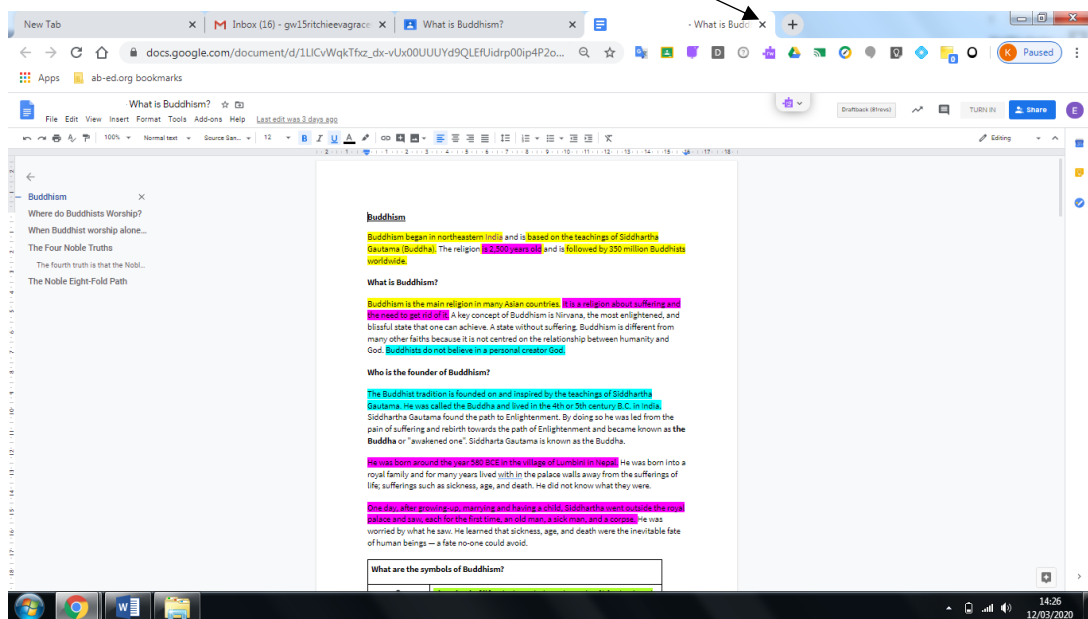 New Tab
Inbox (16) - gw15ritchieevagrace
What is Buddhism?
- What is Budd
docs.google.com/document/d/1LICvWqkTfxz_dx-vUx00UUUYd9QLEfUidrp00ip4P2o...
Paused
Apps
ab-ed.org bookmarks
What is Buddhism?
File Edit View Insert Format Tools Add-ons Help Last edit was 3 days ago
TURN IN
Share
100%
Normal text
Source San...
12
Editing
Buddhism
Where do Buddhists Worship?
When Buddhist worship alone...
The Four Noble Truths
The fourth truth is that the Nobl...
The Noble Eight-Fold Path
Buddhism
Buddhism began in northeastern India and is based on the teachings of Siddhartha
Gautama (Buddha). The religion is 2,500 years old and is followed by 350 million Buddhists
worldwide.
What is Buddhism?
Buddhism is the main religion in many Asian countries. It is a religion about suffering and
the need to get rid of it. A key concept of Buddhism is Nirvana, the most enlightened, and
blissful state that one can achieve. A state without suffering. Buddhism is different from
many other faiths because it is not centred on the relationship between humanity and
God. Buddhists do not believe in a personal creator God.
Who is the founder of Buddhism?
The Buddhist tradition is founded on and inspired by the teachings of Siddhartha
Gautama. He was called the Buddha and lived in the 4th or 5th century B.C. in India.
Siddhartha Gautama found the path to Enlightenment. By doing so he was led from the
pain of suffering and rebirth towards the path of Enlightenment and became known as the
Buddha or "awakened one". Siddharta Gautama is known as the Buddha.
He was born around the year 580 BCE in the village of Lumbini in Nepal. He was born into a
royal family and for many years lived with in the palace walls away from the sufferings of
life; sufferings such as sickness, age, and death. He did not know what they were.
One day, after growing-up, marrying and having a child, Siddhartha went outside the royal
palace and saw, each for the first time, an old man, a sick man, and a corpse. He was
worried by what he saw. He learned that sickness, age, and death were the inevitable fate
of human beings — a fate no-one could avoid.
What are the symbols of Buddhism?
14:26
12/03/2020